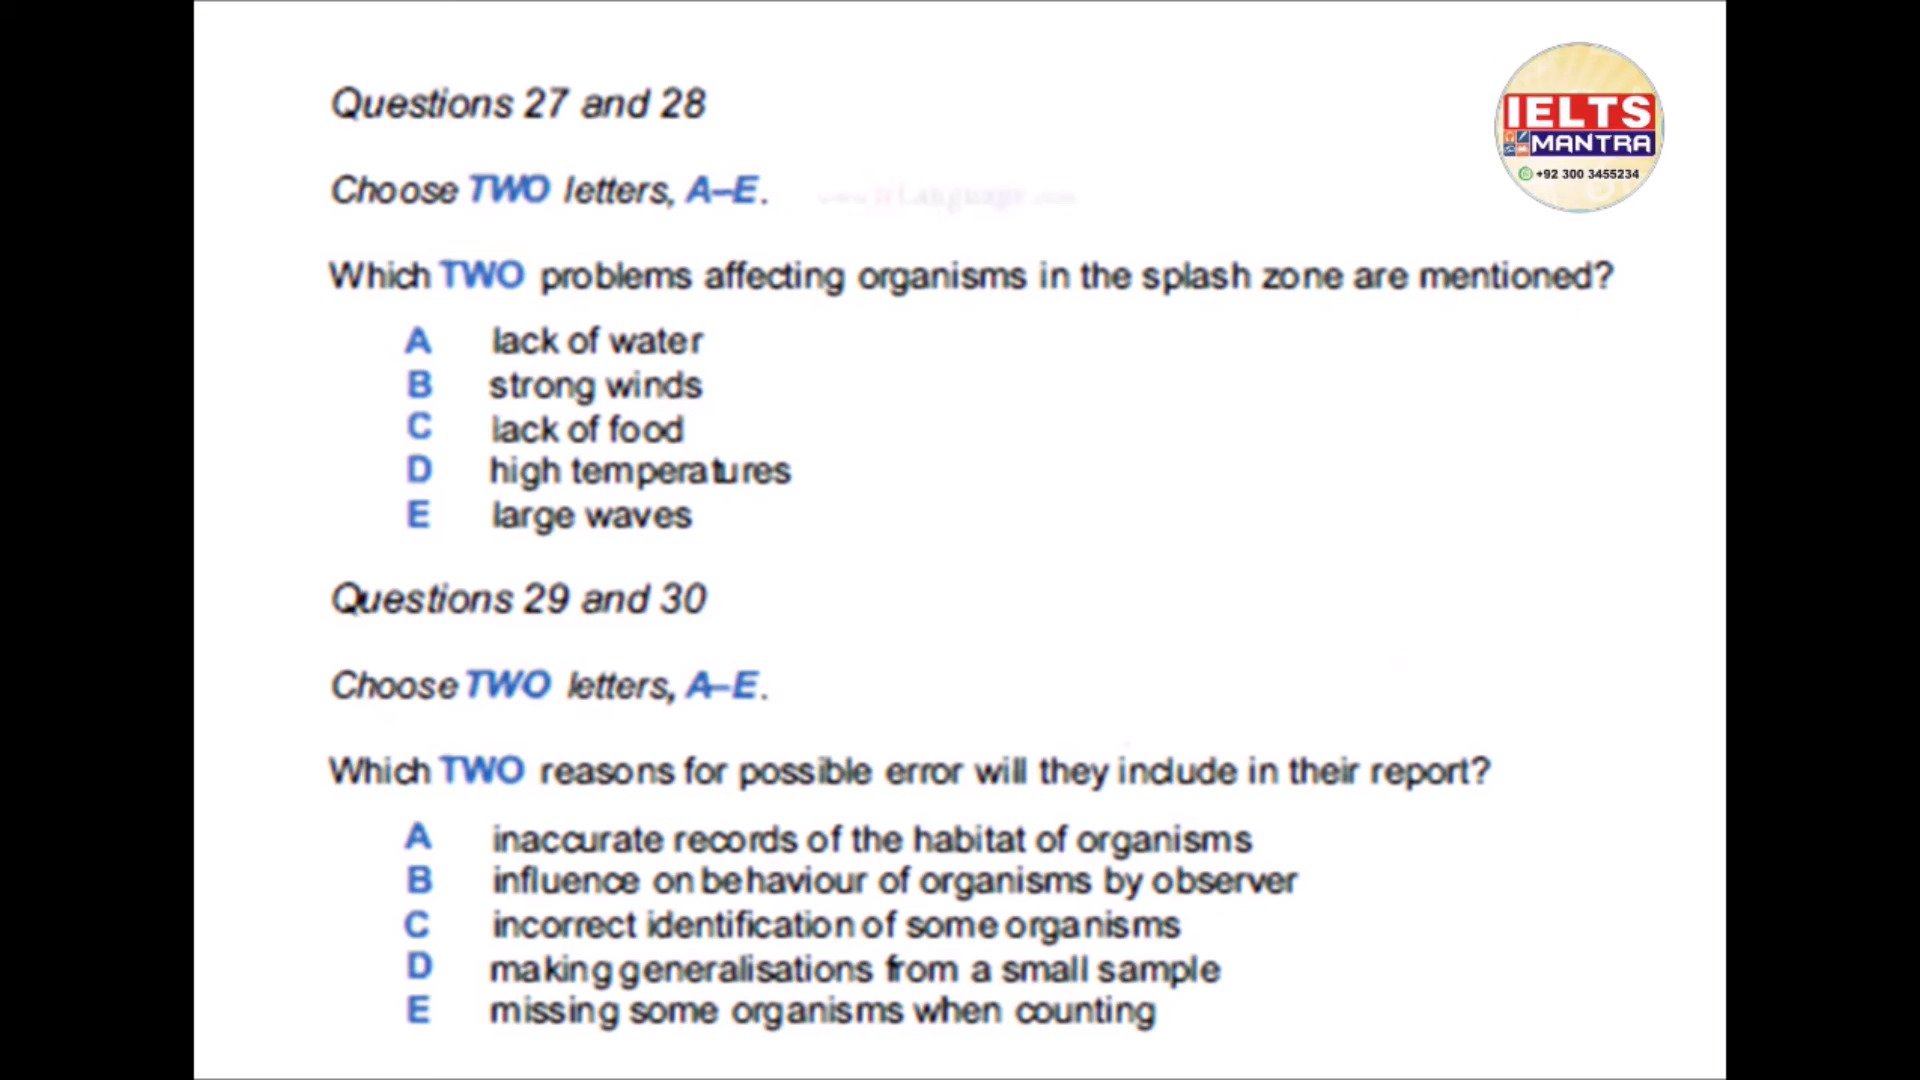 Questions 27 and 28
IELTS
MANTRA
+92 300 3455234
Choose TWO letters, A–E.
Which TWO problems affecting organisms in the splash zone are mentioned?
A lack of water
B strong winds
C lack of food
D high temperatures
E large waves
Questions 29 and 30
Choose TWO letters, A–E.
Which TWO reasons for possible error will they include in their report?
A inaccurate records of the habitat of organisms
B influence on behaviour of organisms by observer
C incorrect identification of some organisms
D making generalisations from a small sample
E missing some organisms when counting